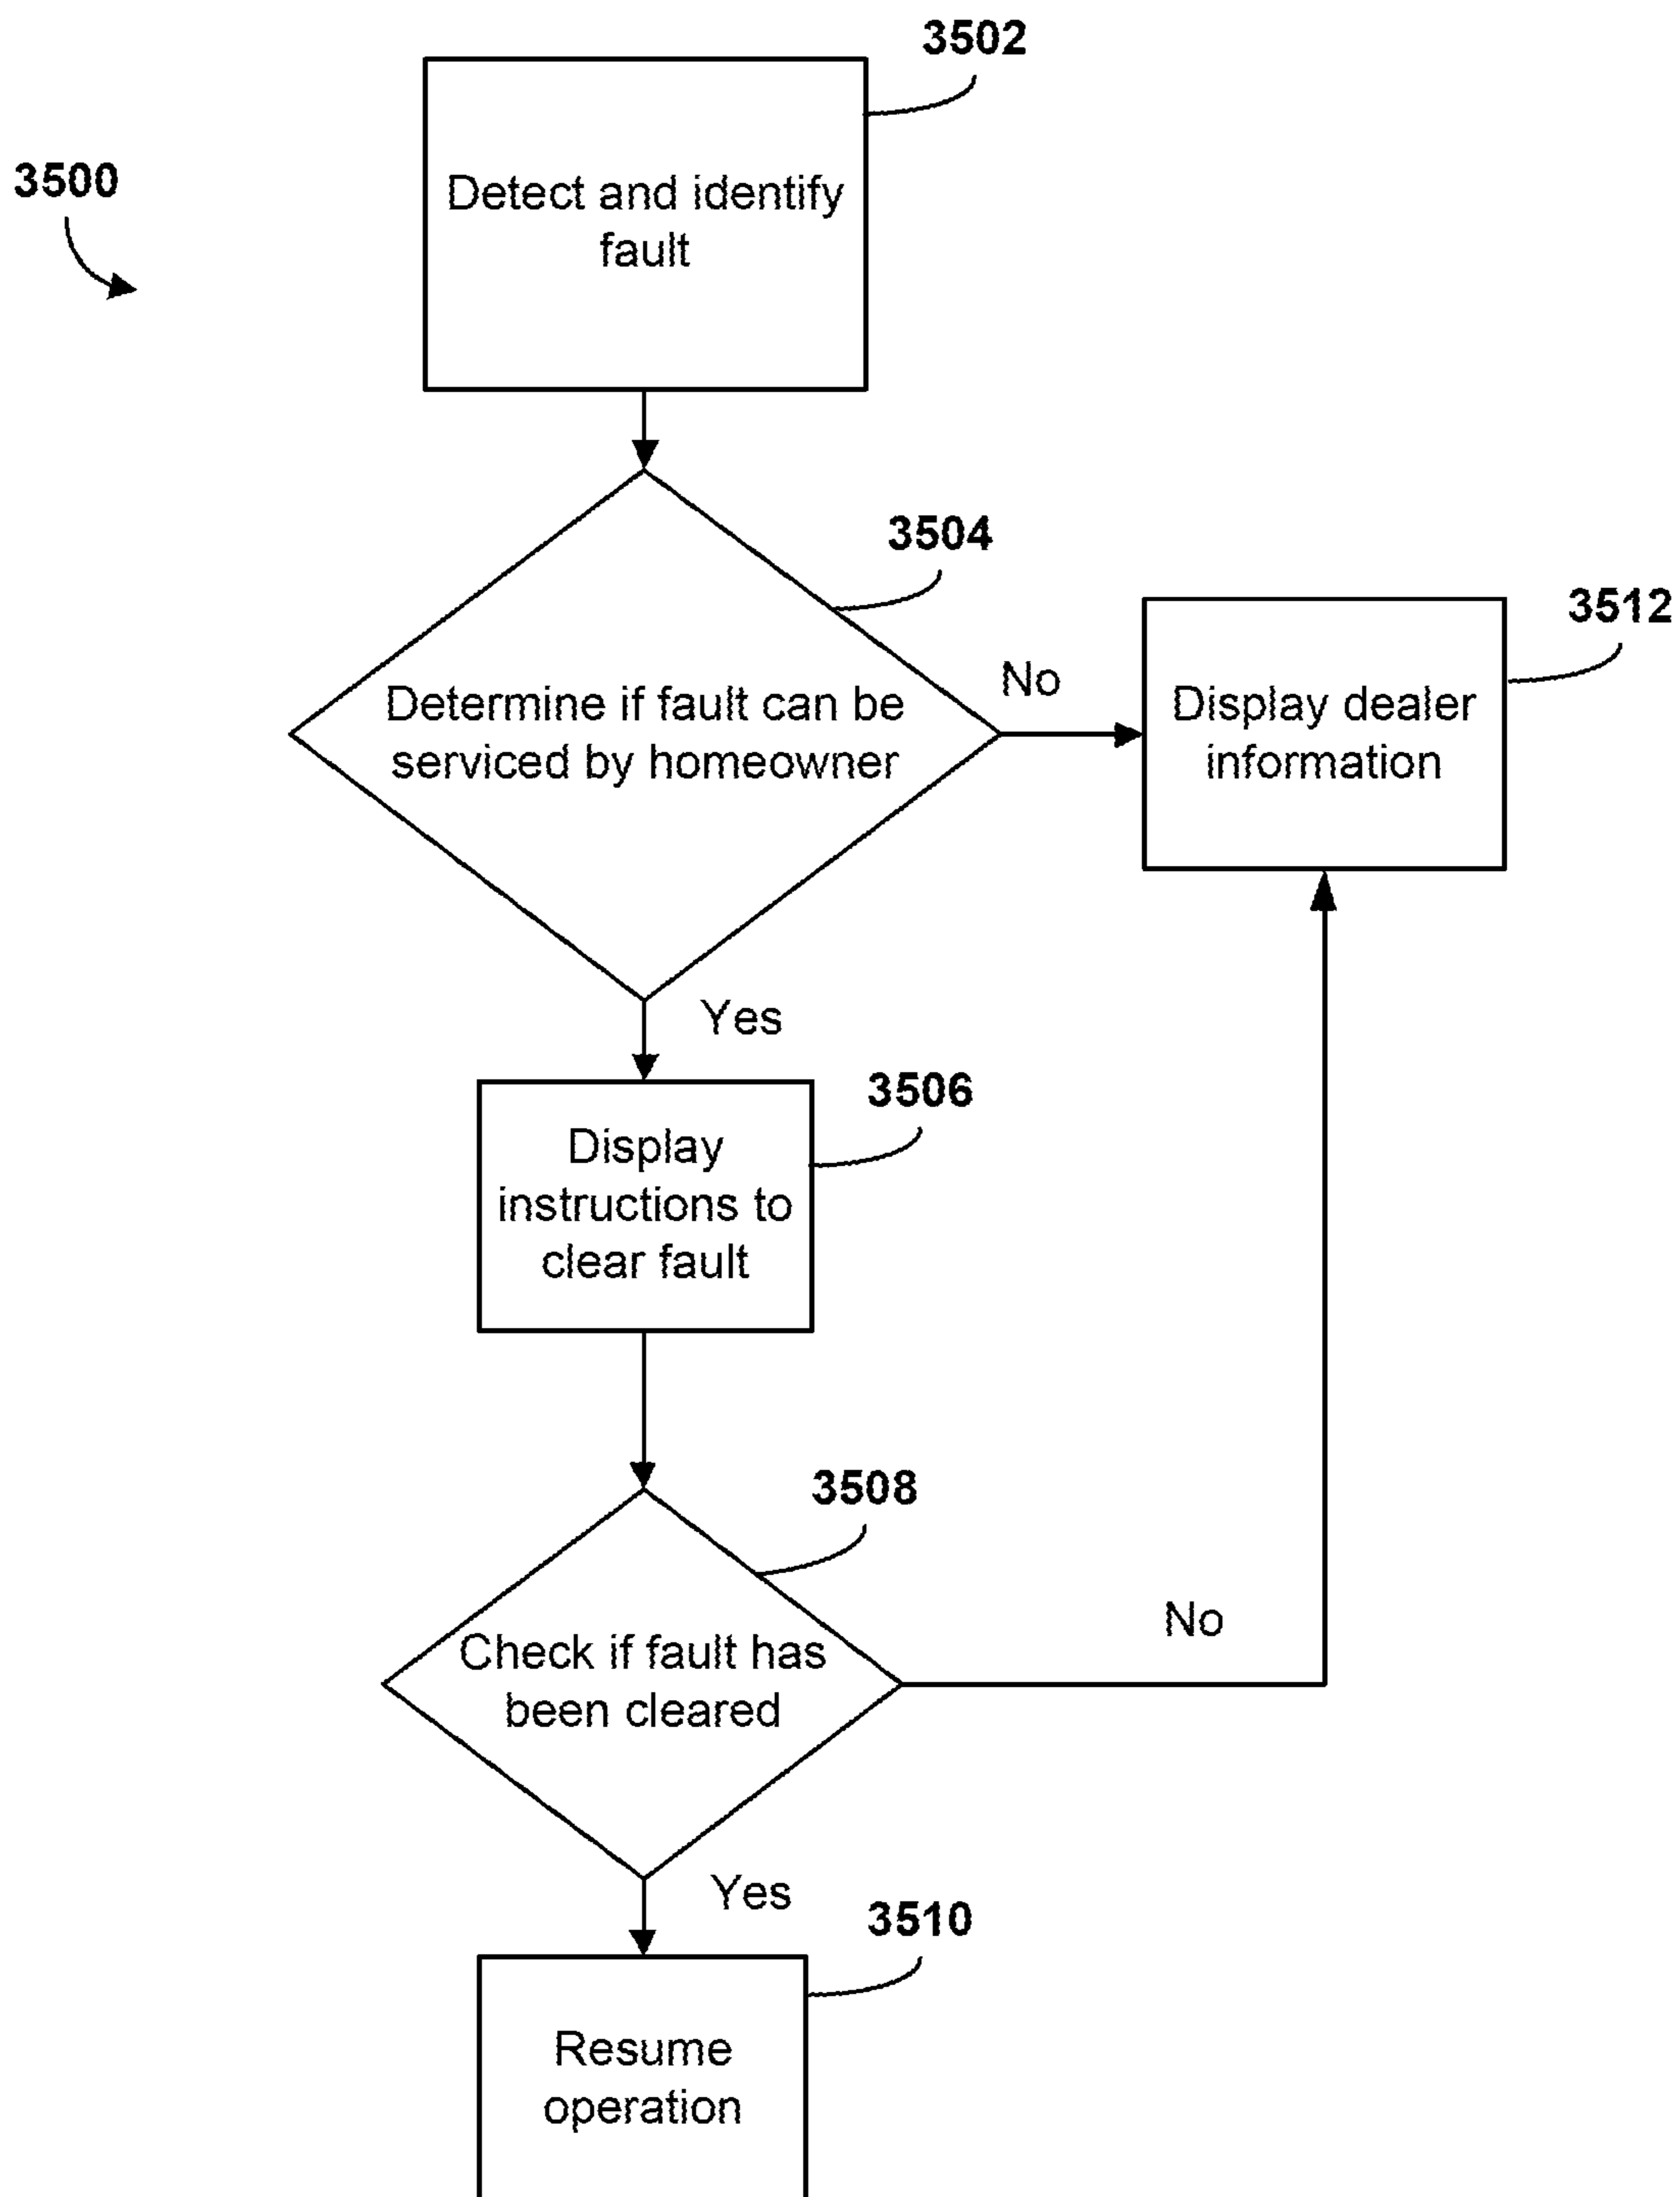 3502
3500
Detect and identify
fault
3504
Determine if fault can be
serviced by homeowner
No
3512
Display dealer
information
Yes
3506
Display
instructions to
clear fault
3508
Check if fault has
been cleared
No
Yes
3510
Resume
operation